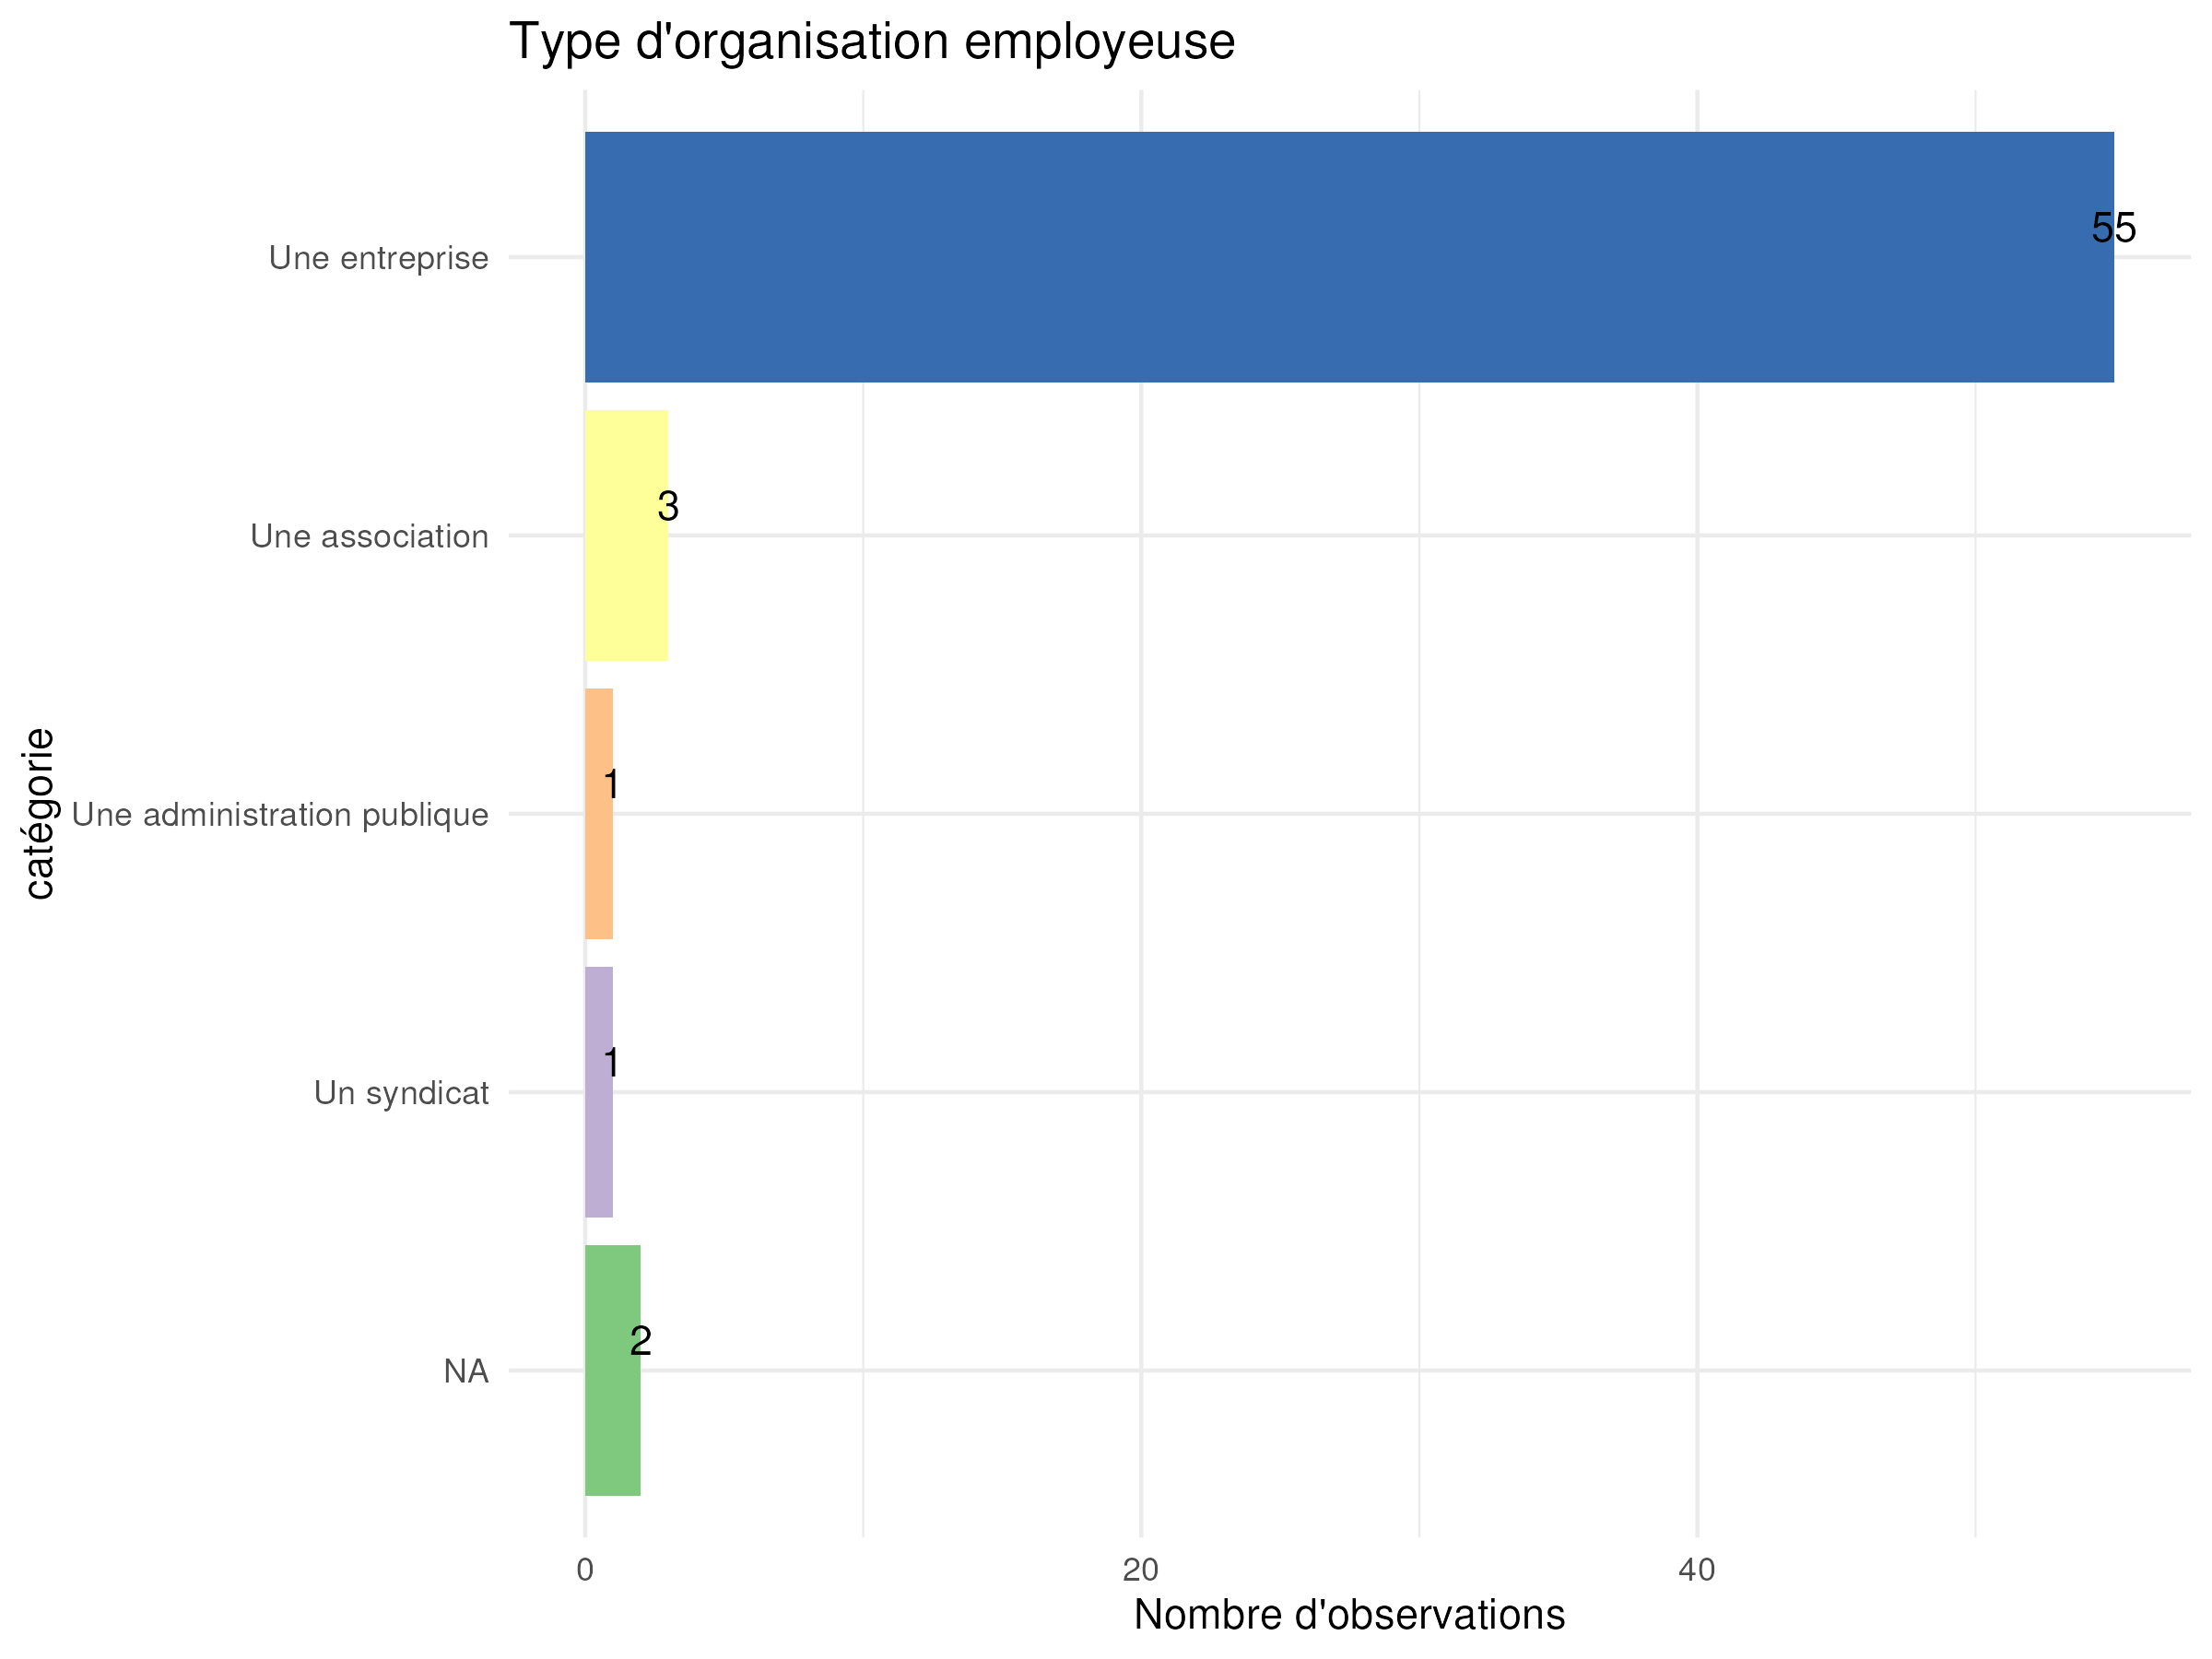 Type d'organisation employeuse
catégorie
Une entreprise
55
Une association
3
Une administration publique
1
Un syndicat
1
NA
2
0 20 40
Nombre d'observations